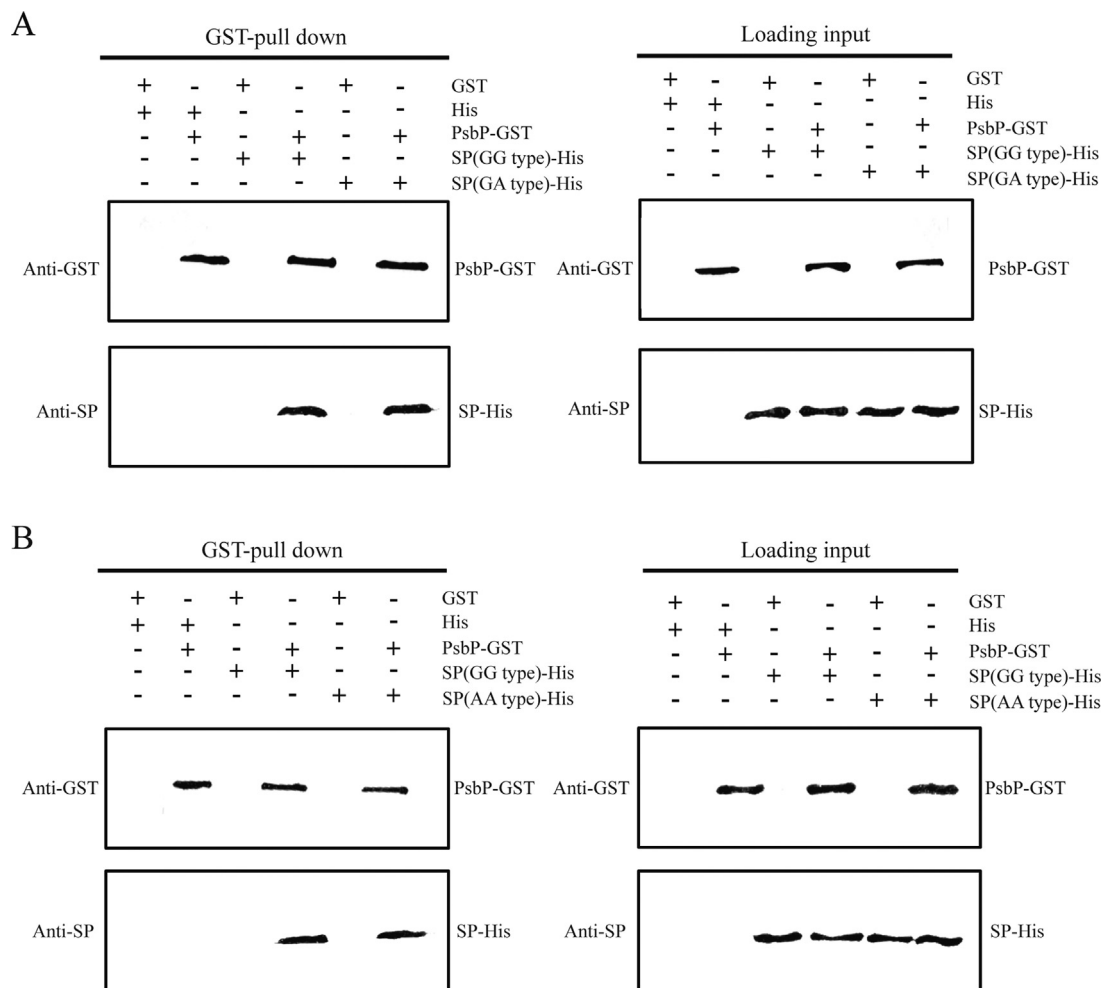 A
GST-pull down
+ - + - + - GST
+ + - - - - His
- + - + - + PsbP-GST
- - + + - - SP(GG type)-His
- - - - + + SP(GA type)-His
Anti-GST PsbP-GST
Anti-SP SP-His
Loading input
+ - + - + - GST
+ + - - - - His
- + - + - + PsbP-GST
- - + + - - SP(GG type)-His
- - - - + + SP(GA type)-His
Anti-GST PsbP-GST
Anti-SP SP-His
B
GST-pull down
+ - + - + - GST
+ + - - - - His
- + - + - + PsbP-GST
- - + + - - SP(GG type)-His
- - - - + + SP(AA type)-His
Anti-GST PsbP-GST
Anti-SP SP-His
Loading input
+ - + - + - GST
+ + - - - - His
- + - + - + PsbP-GST
- - + + - - SP(GG type)-His
- - - - + + SP(AA type)-His
Anti-GST PsbP-GST
Anti-SP SP-His